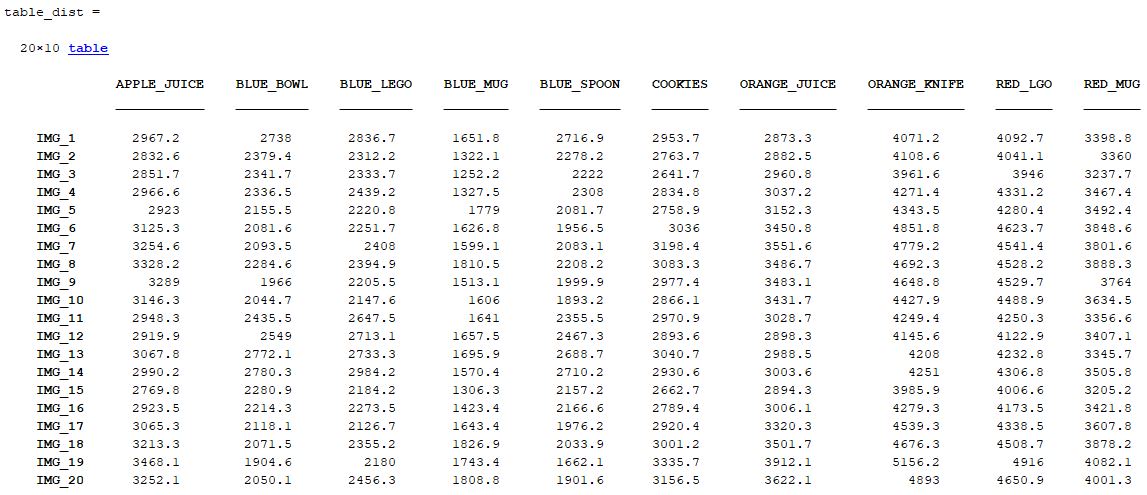 table_dist =
20×10 table
APPLE_JUICE BLUE_BOWL BLUE_LEGO BLUE_MUG BLUE_SPOON COOKIES ORANGE_JUICE ORANGE_KNIFE RED_LGO RED_MUG
IMG_1 2967.2 2738 2836.7 1651.8 2716.9 2953.7 2873.3 4071.2 4092.7 3398.8
IMG_2 2832.6 2379.4 2312.2 1322.1 2278.2 2763.7 2882.5 4108.6 4041.1 3360
IMG_3 2851.7 2341.7 2333.7 1252.2 2222 2641.7 2960.8 3961.6 3946 3237.7
IMG_4 2966.6 2336.5 2439.2 1327.5 2308 2834.8 3037.2 4271.4 4331.2 3467.4
IMG_5 2923 2155.5 2220.8 1779 2081.7 2758.9 3152.3 4343.5 4280.4 3492.4
IMG_6 3125.3 2081.6 2251.7 1626.8 1956.5 3036 3450.8 4851.8 4623.7 3848.6
IMG_7 3254.6 2093.5 2408 1599.1 2083.1 3198.4 3551.6 4779.2 4541.4 3801.6
IMG_8 3328.2 2284.6 2394.9 1810.5 2208.2 3083.3 3486.7 4692.3 4528.2 3888.3
IMG_9 3289 1966 2205.5 1513.1 1999.9 2977.4 3483.1 4648.8 4529.7 3764
IMG_10 3146.3 2044.7 2147.6 1606 1893.2 2866.1 3431.7 4427.9 4488.9 3634.5
IMG_11 2948.3 2435.5 2647.5 1641 2355.5 2970.9 3028.7 4249.4 4250.3 3356.6
IMG_12 2919.9 2549 2713.1 1657.5 2467.3 2893.6 2898.3 4145.6 4122.9 3407.1
IMG_13 3067.8 2772.1 2733.3 1695.9 2688.7 3040.7 2988.5 4208 4232.8 3345.7
IMG_14 2990.2 2780.3 2984.2 1570.4 2710.2 2930.6 3003.6 4251 4306.8 3505.8
IMG_15 2769.8 2280.9 2184.2 1306.3 2157.2 2662.7 2894.3 3985.9 4006.6 3205.2
IMG_16 2923.5 2214.3 2273.5 1423.4 2166.6 2789.4 3006.1 4279.3 4173.5 3421.8
IMG_17 3065.3 2118.1 2126.7 1643.4 1976.2 2920.4 3320.3 4539.3 4338.5 3607.8
IMG_18 3213.3 2071.5 2355.2 1826.9 2033.9 3001.2 3501.7 4676.3 4508.7 3878.2
IMG_19 3468.1 1904.6 2180 1743.4 1662.1 3335.7 3912.1 5156.2 4916 4082.1
IMG_20 3252.1 2050.1 2456.3 1808.8 1901.6 3156.5 3622.1 4893 4650.9 4001.3